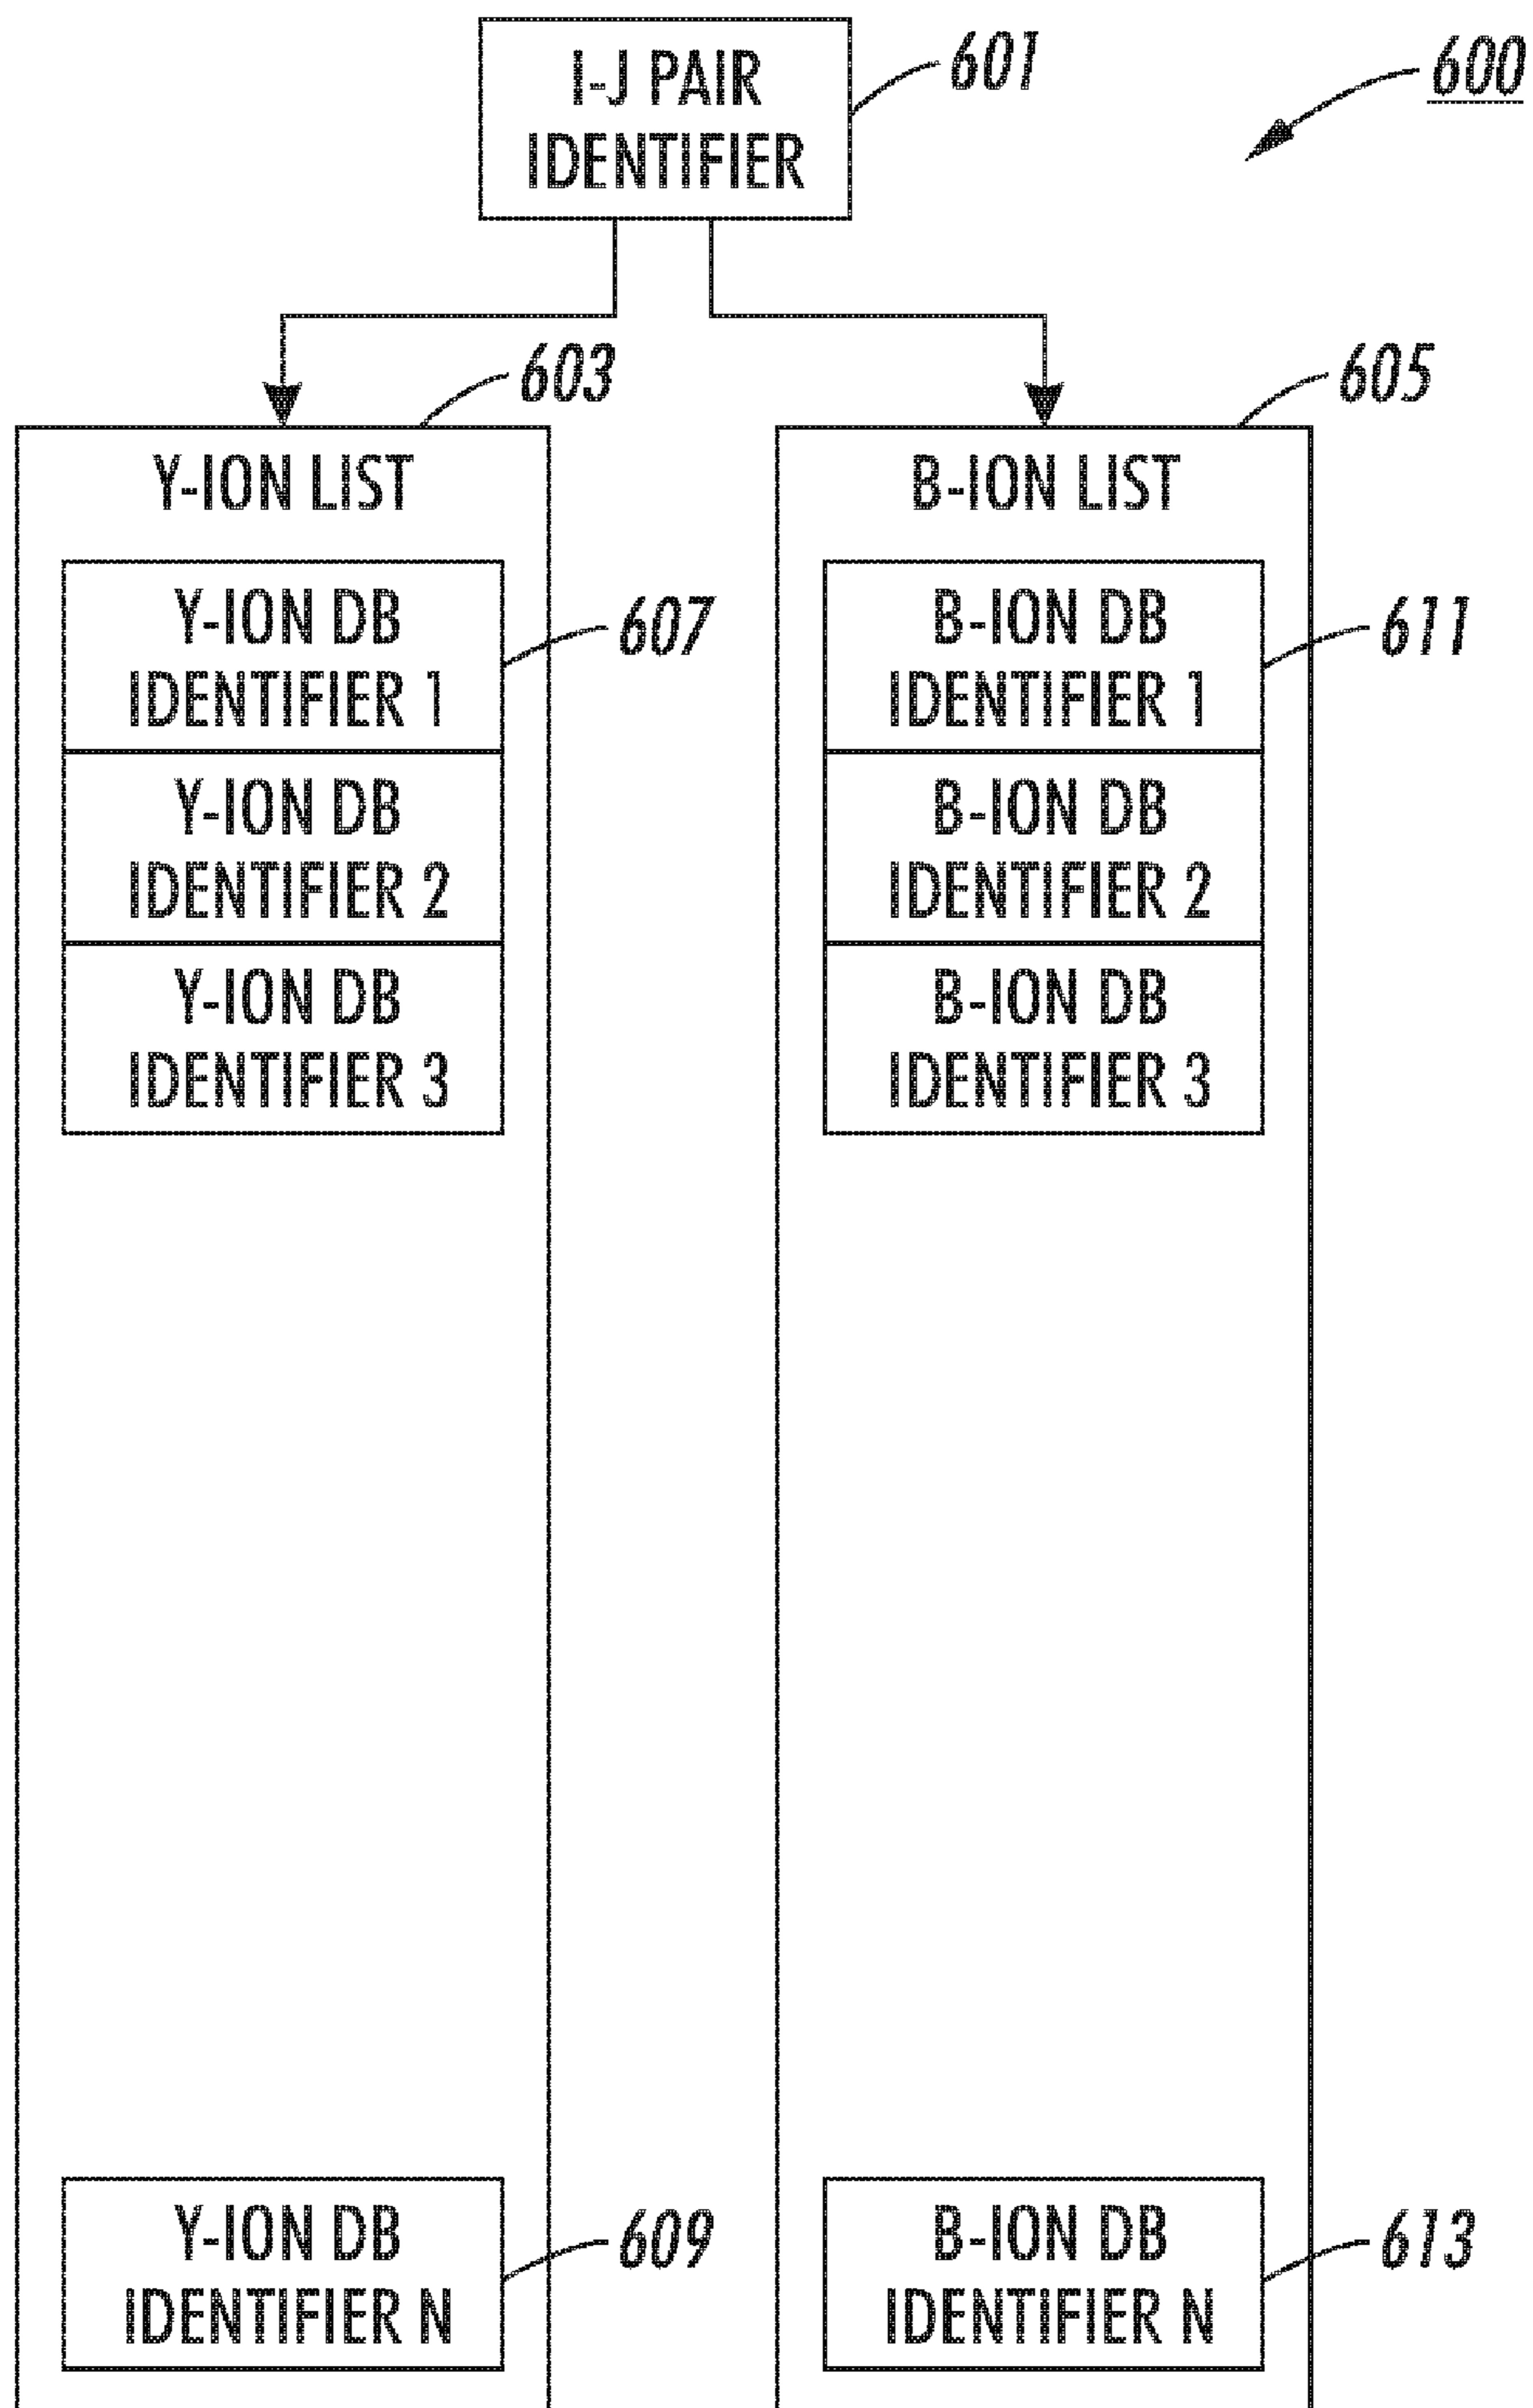 I-J PAIR
IDENTIFIER
601
600
603
605
Y-ION LIST
B-ION LIST
Y-ION DB
IDENTIFIER 1
607
B-ION DB
IDENTIFIER 1
611
Y-ION DB
IDENTIFIER 2
B-ION DB
IDENTIFIER 2
Y-ION DB
IDENTIFIER 3
B-ION DB
IDENTIFIER 3
Y-ION DB
IDENTIFIER N
609
B-ION DB
IDENTIFIER N
613